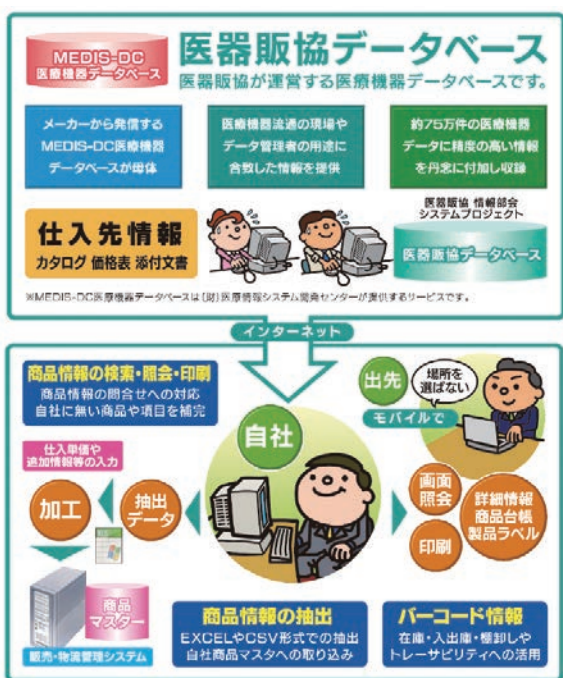 MEDIS-DC
医療機器データベース
医器販協データベース
医器販協が運営する医療機器データベースです。
メーカーから発信する
MEDIS-DC医療機器
データベースが母体
医療機器流通の現場や
データ管理者の用途に
合致した情報を提供
約75万件の医療機器
データに精度の高い情報
を丹念に付加し収録
仕入先情報
カタログ 価格表 添付文書
医器販協 情報部会
システムプロジェクト
医器販協データベース
※MEDIS-DC医療機器データベースは(財)医療情報システム開発センターが提供するサービスです。
インターネット
商品情報の検索・照会・印刷
商品情報の問合せへの対応
自社に無い商品や項目を補完
自社
出先
場所を
選ばない
モバイルで
仕入単価や
追加情報等の入力
加工
抽出
データ
画面
照会
印刷
詳細情報
商品台帳
製品ラベル
商品
マスター
販売・物流管理システム
商品情報の抽出
EXCELやCSV形式での抽出
自社商品マスタへの取り込み
バーコード情報
在庫・入出庫・棚卸しや
トレーサビリティへの活用